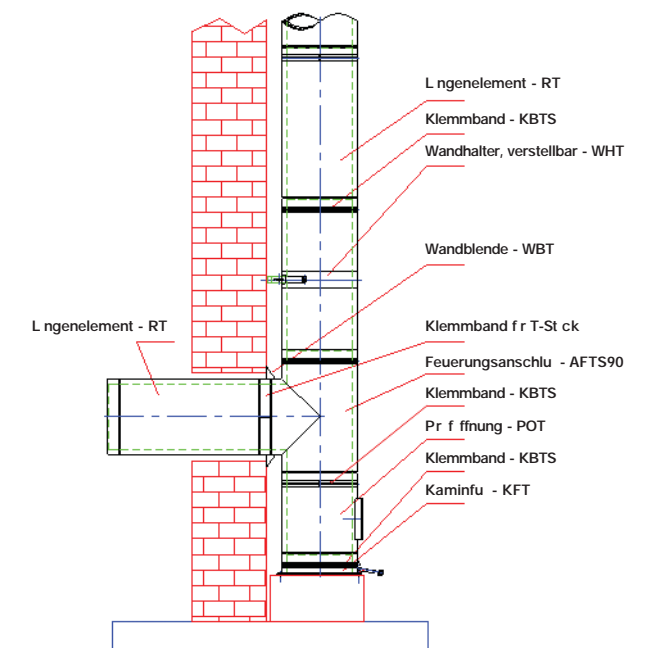 L ngenelement - RT
Klemmband - KBTS
Wandhalter, verstellbar - WHT
Wandblende - WBT
L ngenelement - RT
Klemmband f r T-St ck
Feuerungsanschlu - AFTS90
Klemmband - KBTS
Pr f ffnung - POT
Klemmband - KBTS
Kaminfu - KFT